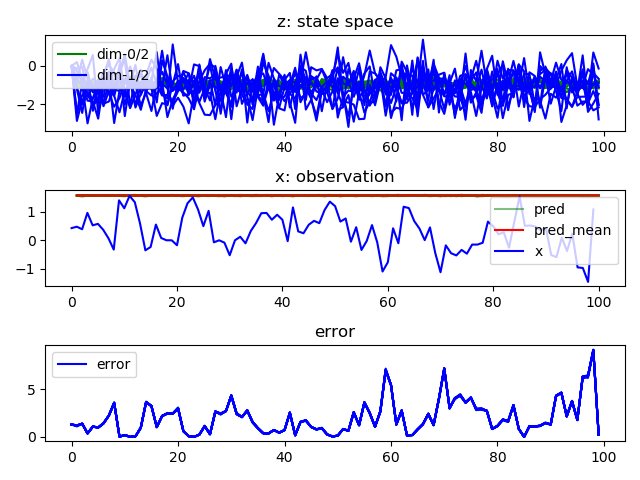 z: state space
dim-0/2
dim-1/2
0
−2
0
20
40
60
80
100
x: observation
pred
pred_mean
x
1
0
−1
0
20
40
60
80
100
error
error
5
0
0
20
40
60
80
100